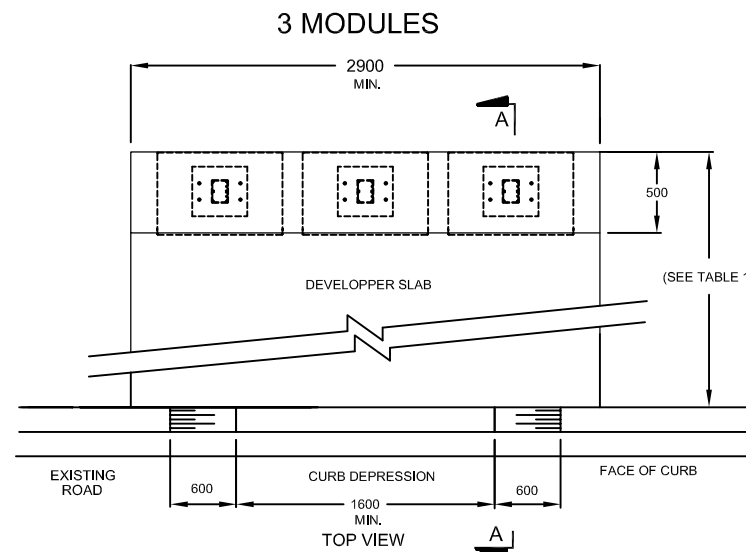 3 MODULES
2900
MIN.
A
500
(SEE TABLE 1
DEVELOPPER SLAB
EXISTING
ROAD
600
CURB DEPRESSION
1600
MIN.
600
FACE OF CURB
TOP VIEW
A